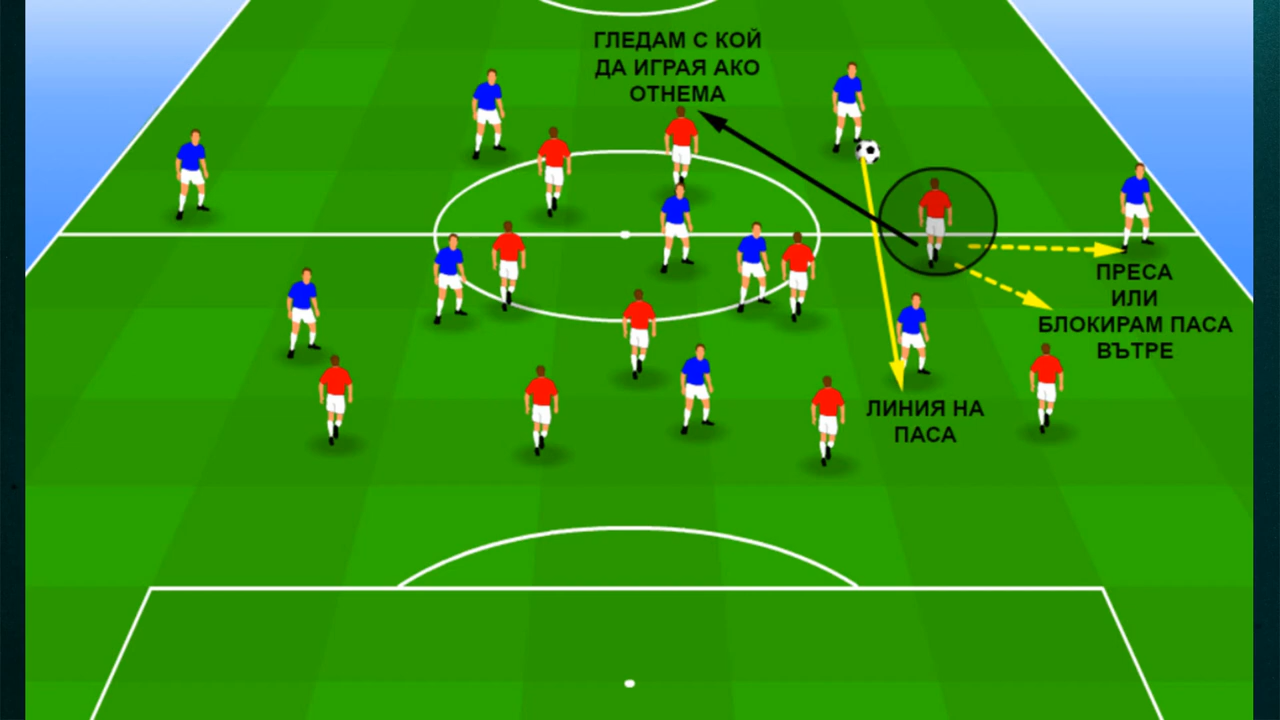 ГЛЕДАМ С КОЙ
ДА ИГРАЯ АКО
ОТНЕМА
ПРЕСА
ИЛИ
БЛОКИРАМ ПАСА
ВЪТРЕ
ЛИНИЯ НА
ПАСА